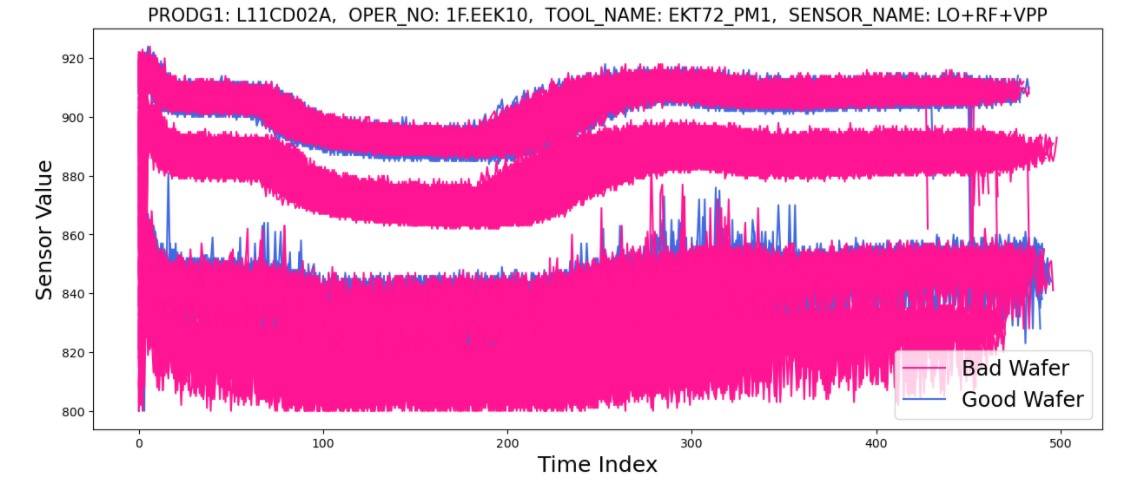 PRODG1: L11CD02A, OPER_NO: 1F.EEK10, TOOL_NAME: EKT72_PM1, SENSOR_NAME: LO+RF+VPP
920
900
880
860
840
820
800
Sensor Value
Bad Wafer
Good Wafer
0 100 200 300 400 500
Time Index